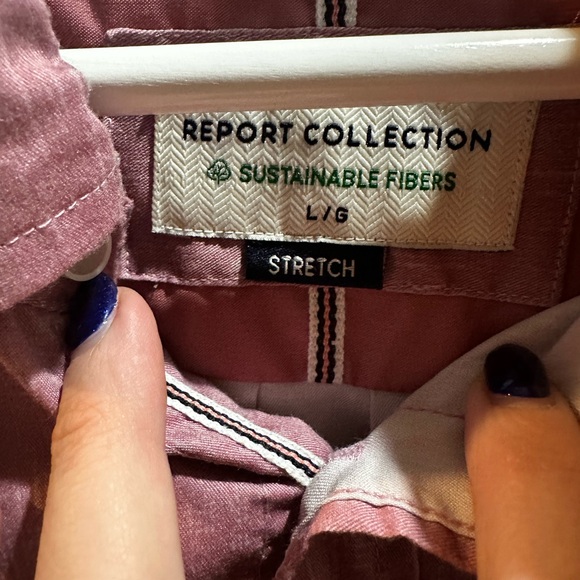 REPORT COLLECTION
SUSTAINABLE FIBERS
L/G
STRETCH